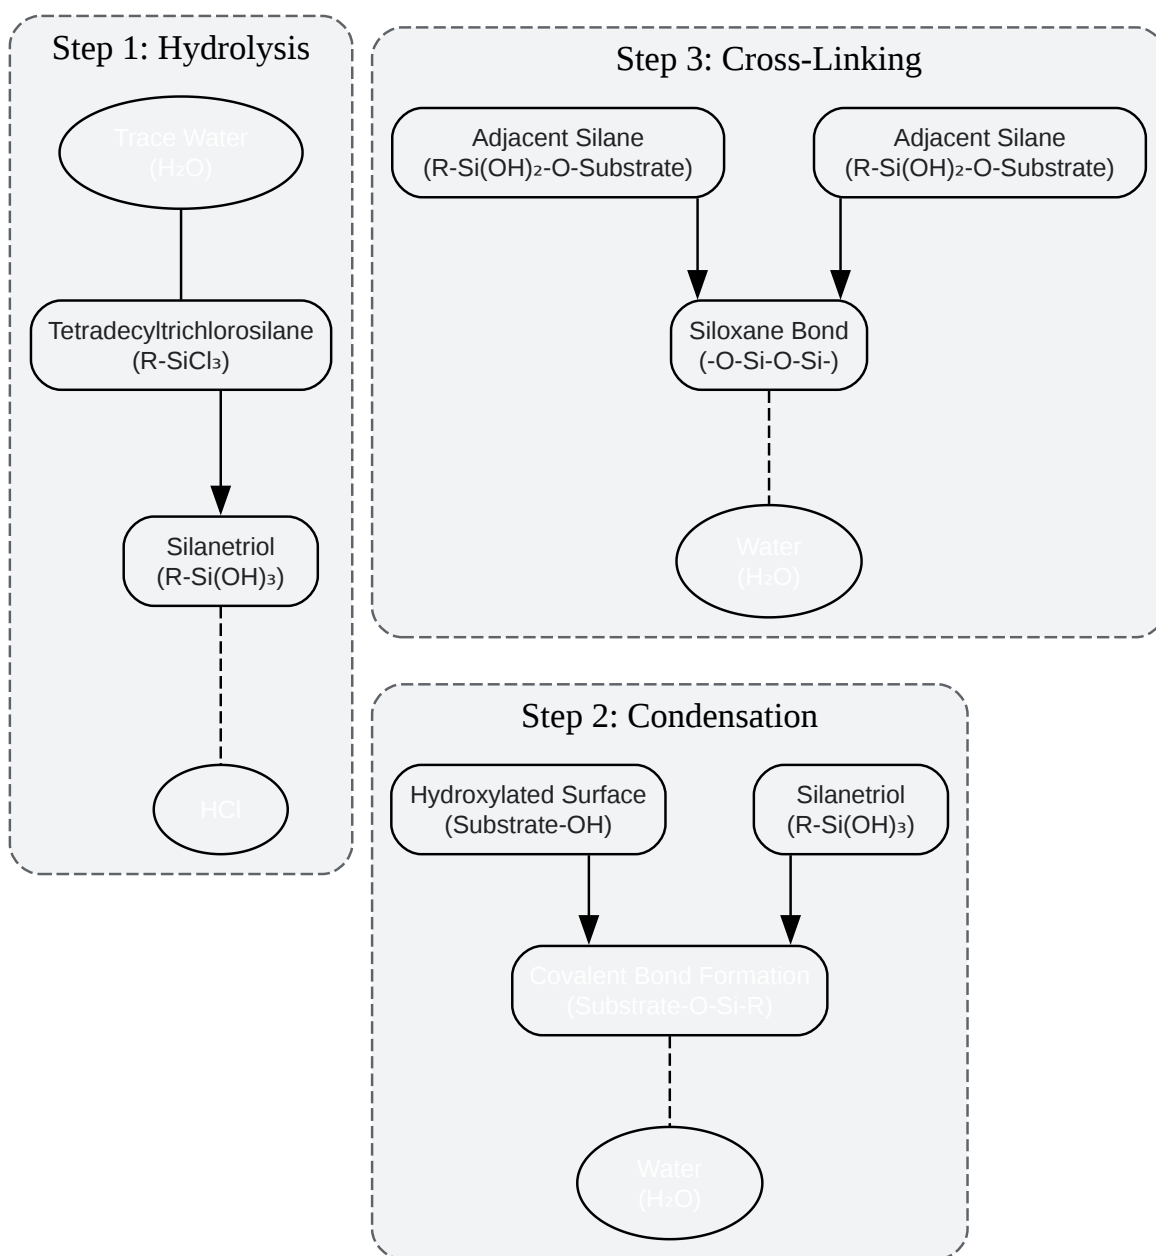 Step 1: Hydrolysis
Trace Water
(H₂O)
Tetradecyltrichlorosilane
(R-SiCl₃)
Silanetriol
(R-Si(OH)₃)
HCl
Step 3: Cross-Linking
Adjacent Silane
(R-Si(OH)₂-O-Substrate)
Adjacent Silane
(R-Si(OH)₂-O-Substrate)
Siloxane Bond
(-O-Si-O-Si-)
Water
(H₂O)
Step 2: Condensation
Hydroxylated Surface
(Substrate-OH)
Silanetriol
(R-Si(OH)₃)
Covalent Bond Formation
(Substrate-O-Si-R)
Water
(H₂O)